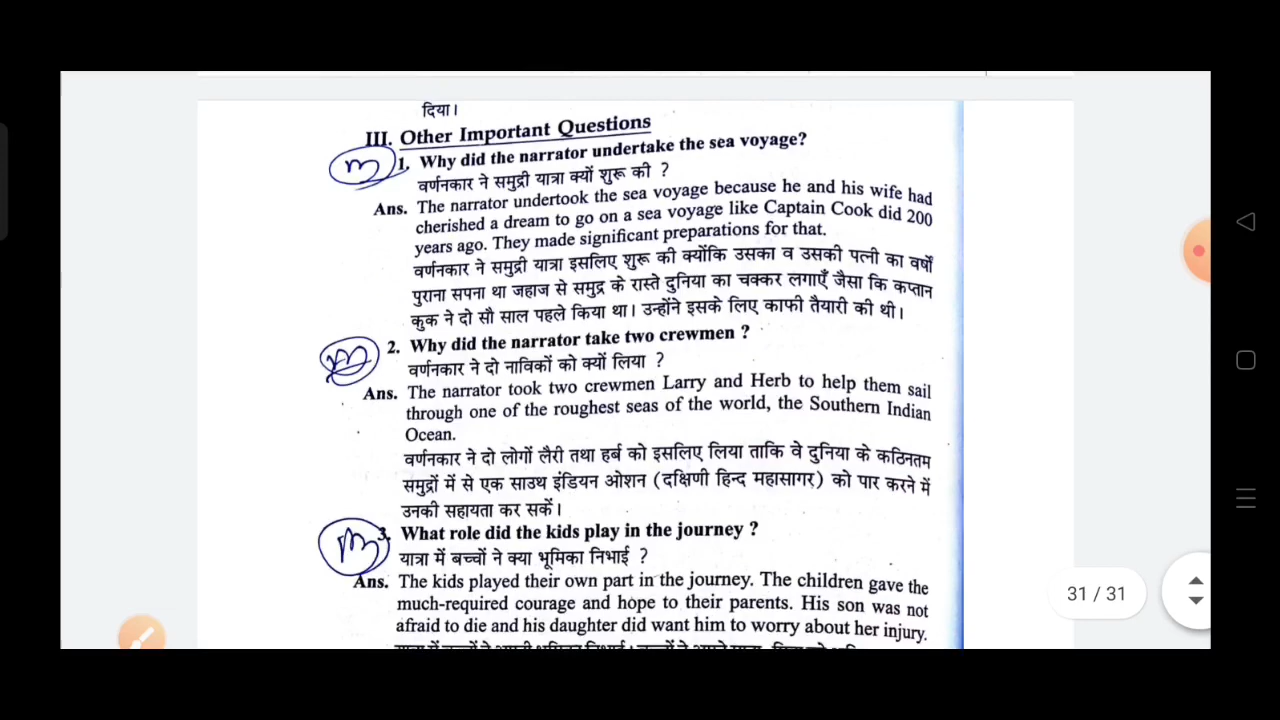 दिया।
III. Other Important Questions
m 1. Why did the narrator undertake the sea voyage?
वर्णनकार ने समुद्री यात्रा क्यों शुरू की ?
Ans. The narrator undertook the sea voyage because he and his wife had
cherished a dream to go on a sea voyage like Captain Cook did 200
years ago. They made significant preparations for that.
वर्णनकार ने समुद्री यात्रा इसलिए शुरू की क्योंकि उसका व उसकी पत्नी का वर्षों
पुराना सपना था जहाज से समुद्र के रास्ते दुनिया का चक्कर लगाएँ जैसा कि कप्तान
कुक ने दो सौ साल पहले किया था। उन्होंने इसके लिए काफी तैयारी की थी।
2. Why did the narrator take two crewmen ?
वर्णनकार ने दो नाविकों को क्यों लिया ?
Ans. The narrator took two crewmen Larry and Herb to help them sail
through one of the roughest seas of the world, the Southern Indian
Ocean.
वर्णनकार ने दो लोगों लैरी तथा हर्ब को इसलिए लिया ताकि वे दुनिया के कठिनतम
समुद्रों में से एक साउथ इंडियन ओशन (दक्षिणी हिन्द महासागर) को पार करने में
उनकी सहायता कर सकें।
3. What role did the kids play in the journey ?
यात्रा में बच्चों ने क्या भूमिका निभाई ?
Ans. The kids played their own part in the journey. The children gave the
much-required courage and hope to their parents. His son was not
afraid to die and his daughter did want him to worry about her injury.
31 / 31